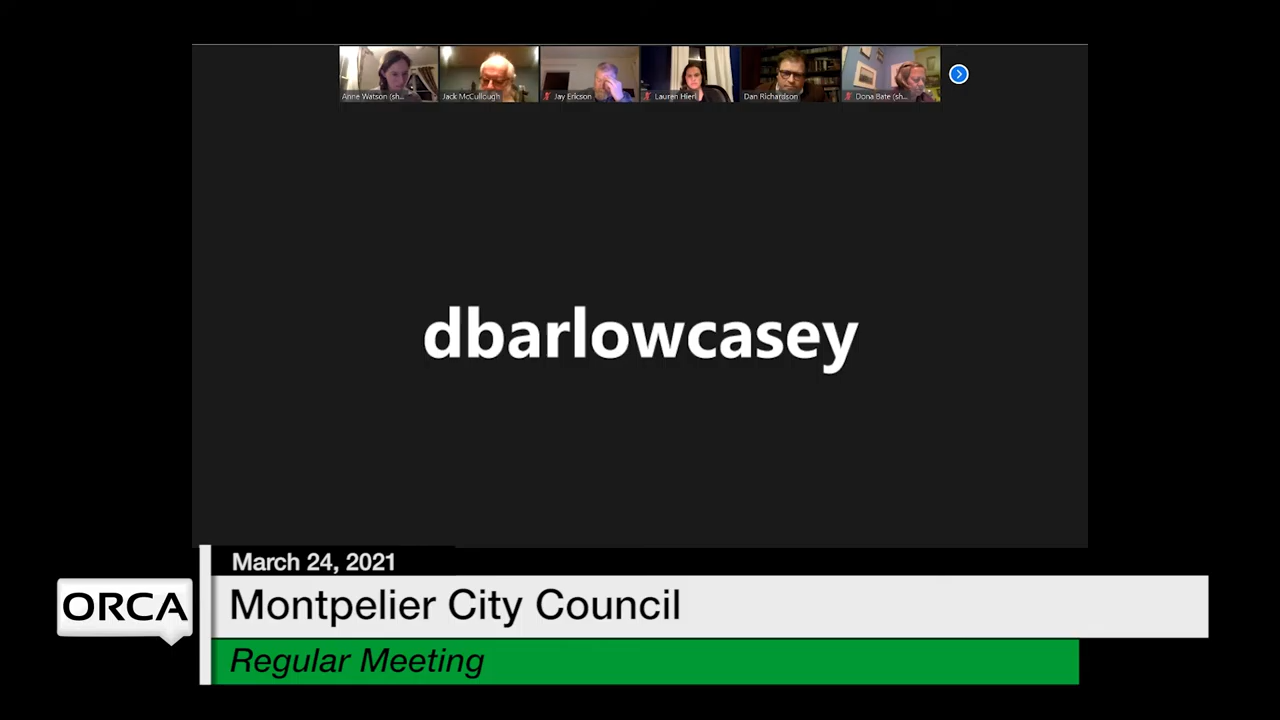 Anne Watson (sh...
Jack McCullough
Jay Ericson
Lauren Hierl
Dan Richardson
Dona Bate (sh...
dbarlowcasey
March 24, 2021
ORCA
Montpelier City Council
Regular Meeting